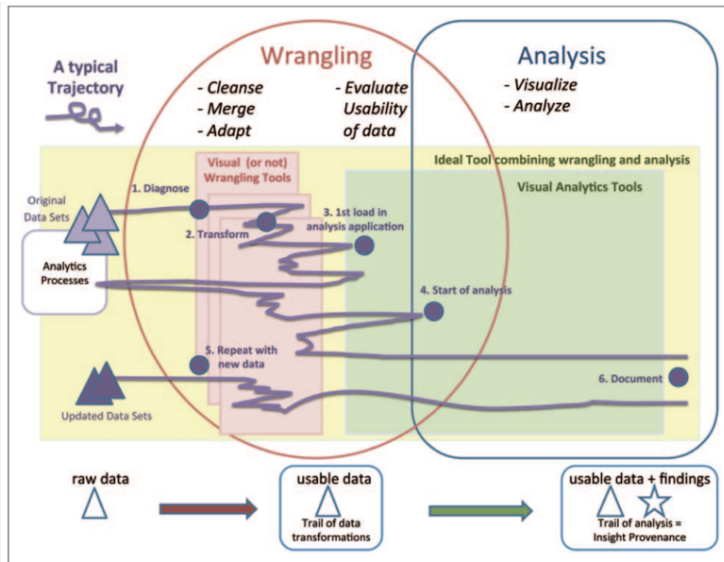 Wrangling
Analysis
A typical
Trajectory
- Cleanse
- Merge
- Adapt
- Evaluate
Usability
of data
- Visualize
- Analyze
Visual (or not)
Wrangling Tools
Ideal Tool combining wrangling and analysis
Visual Analytics Tools
Original
Data Sets
1. Diagnose
2. Transform
3. 1st load in
analysis application
Analytics
Processes
4. Start of analysis
5. Repeat with
new data
6. Document
Updated Data Sets
raw data
usable data
Trail of data
transformations
usable data + findings
Trail of analysis =
Insight Provenance